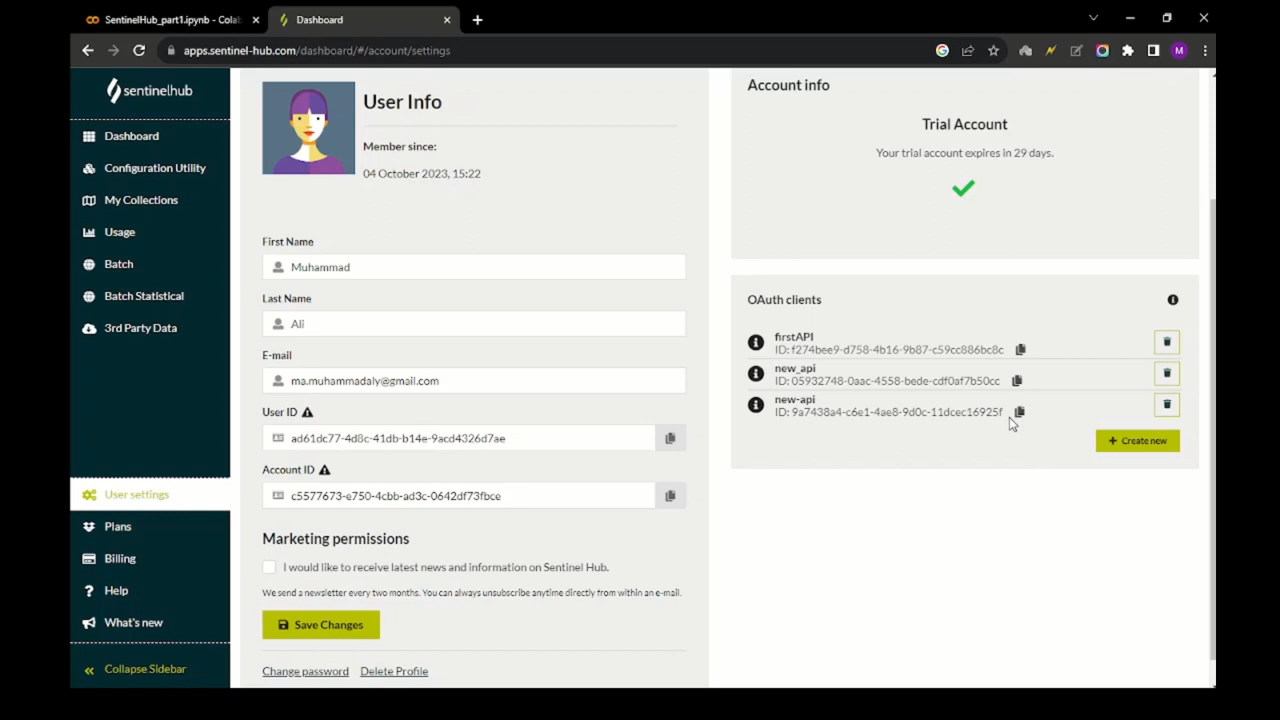 SentinelHub_part1.ipynb - Colab
Dashboard
apps.sentinel-hub.com/dashboard/#/account/settings
M
sentinelhub
Dashboard
Configuration Utility
My Collections
Usage
Batch
Batch Statistical
3rd Party Data
User settings
Plans
Billing
Help
What's new
Collapse Sidebar
User Info
Member since:
04 October 2023, 15:22
First Name
Muhammad
Last Name
Ali
E-mail
ma.muhammadaly@gmail.com
User ID
ad61dc77-4d8c-41db-b14e-9acd4326d7ae
Account ID
c5577673-e750-4cbb-ad3c-0642df73fbce
Marketing permissions
I would like to receive latest news and information on Sentinel Hub.
We send a newsletter every two months. You can always unsubscribe anytime directly from within an e-mail.
Save Changes
Change password Delete Profile
Account info
Trial Account
Your trial account expires in 29 days.
OAuth clients
firstAPI
ID: f274bee9-d758-4b16-9b87-c59cc886bc8c
new_api
ID: 05932748-0aac-4558-bede-cdf0af7b50cc
new-api
ID: 9a7438a4-c6e1-4ae8-9d0c-11dcec16925f
+ Create new